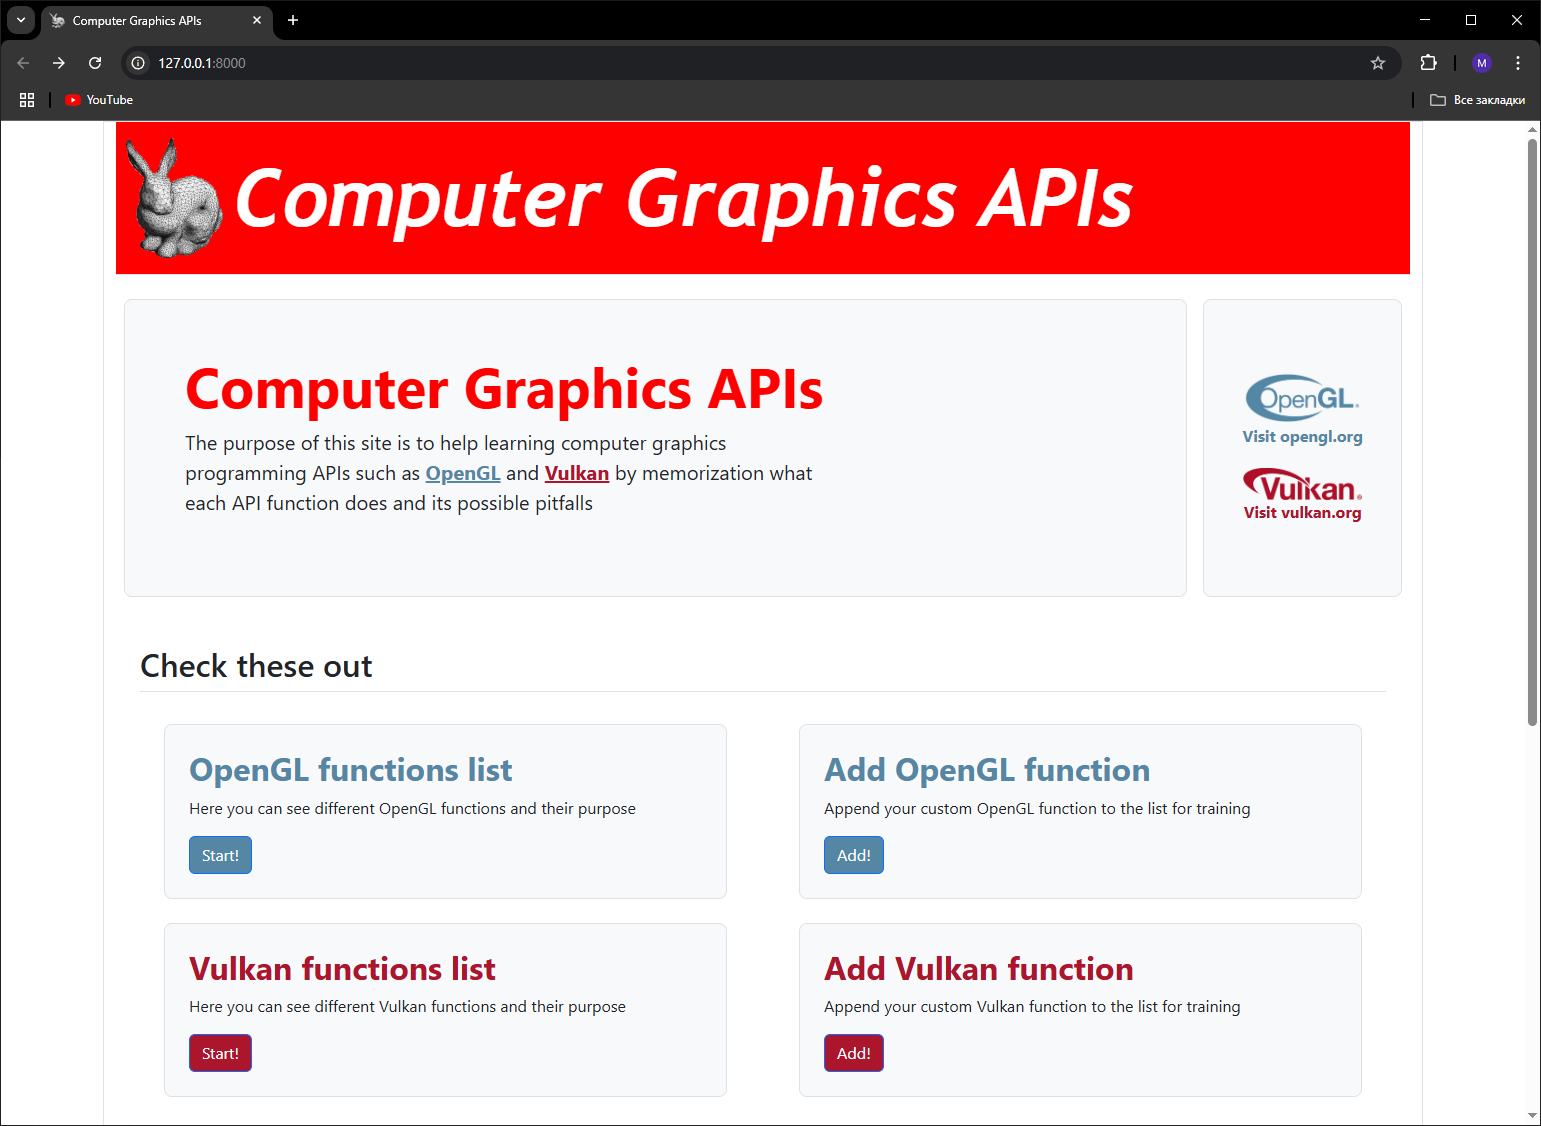 Computer Graphics APIs
127.0.0.1:8000
M
YouTube
Все закладки
Computer Graphics APIs
Computer Graphics APIs
The purpose of this site is to help learning computer graphics
programming APIs such as OpenGL and Vulkan by memorization what
each API function does and its possible pitfalls
OpenGL.
Visit opengl.org
Vulkan®
Visit vulkan.org
Check these out
OpenGL functions list
Here you can see different OpenGL functions and their purpose
Start!
Add OpenGL function
Append your custom OpenGL function to the list for training
Add!
Vulkan functions list
Here you can see different Vulkan functions and their purpose
Start!
Add Vulkan function
Append your custom Vulkan function to the list for training
Add!